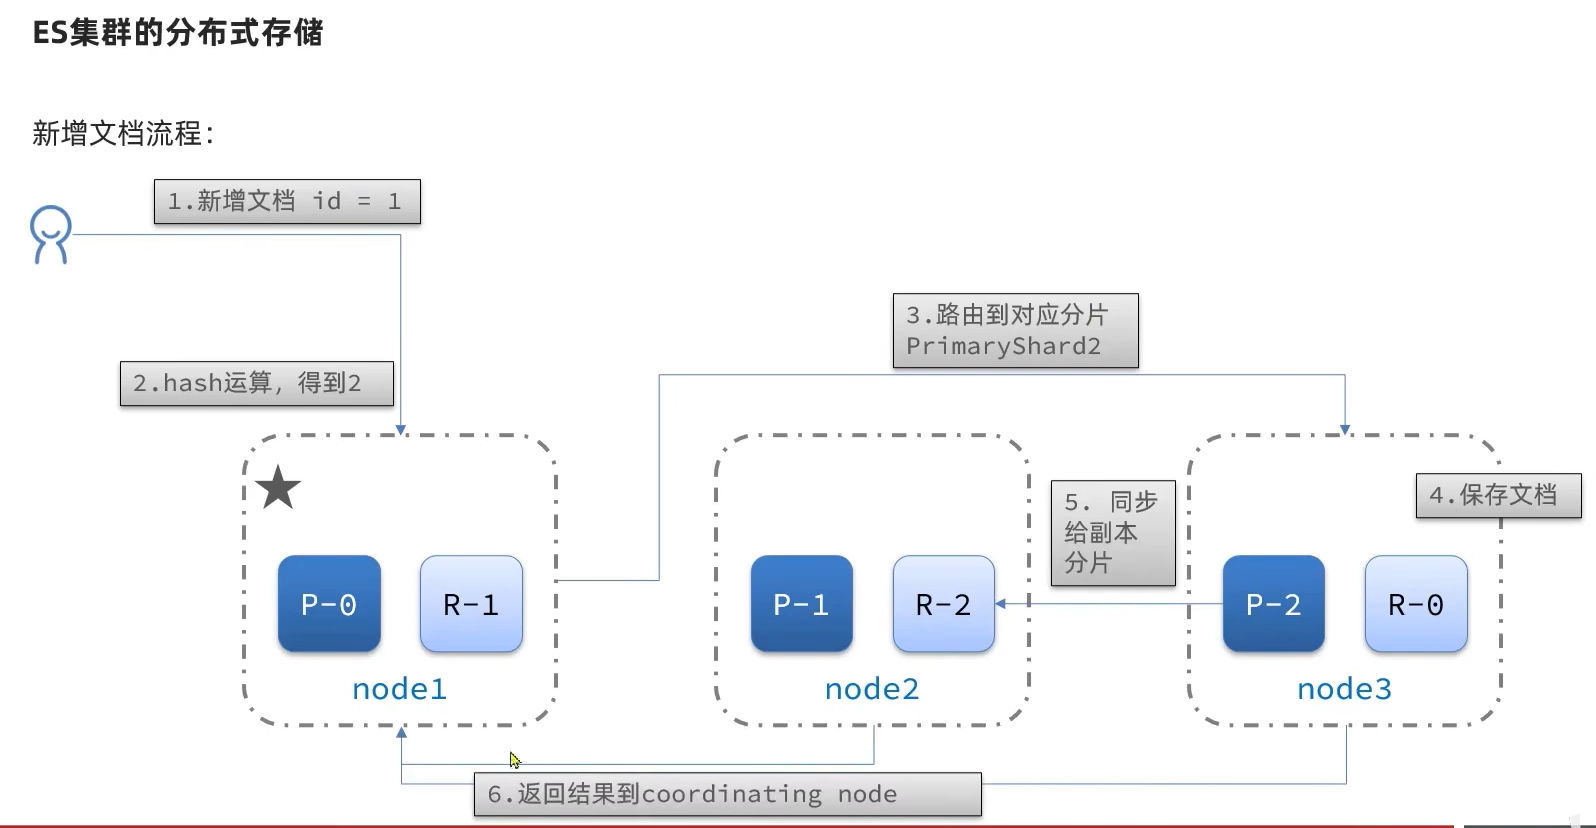 ES集群的分布式存储
新增文档流程：
1.新增文档 id = 1
2.hash运算，得到2
3.路由到对应分片
PrimaryShard2
4.保存文档
5. 同步
给副本
分片
P-0
R-1
node1
P-1
R-2
node2
P-2
R-0
node3
6.返回结果到coordinating node